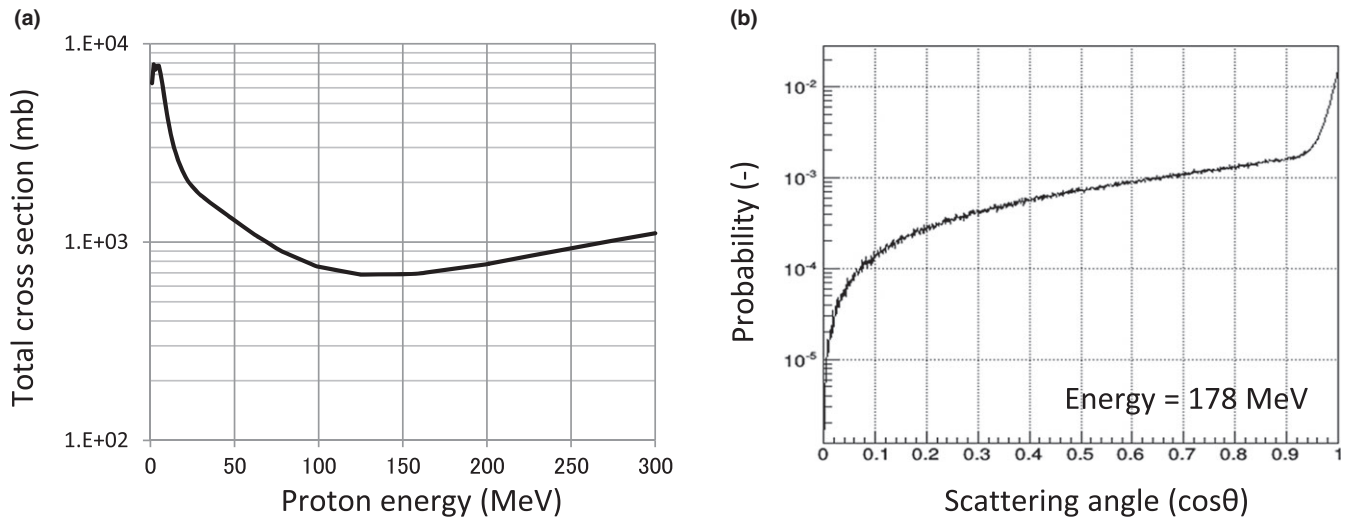 (a)
Total cross section (mb)
1.E+04
1.E+03
1.E+02
0 50 100 150 200 250 300
Proton energy (MeV)
(b)
Probability (-)
10-2
10-3
10-4
10-5
Energy = 178 MeV
0 0.1 0.2 0.3 0.4 0.5 0.6 0.7 0.8 0.9 1
Scattering angle (cosθ)